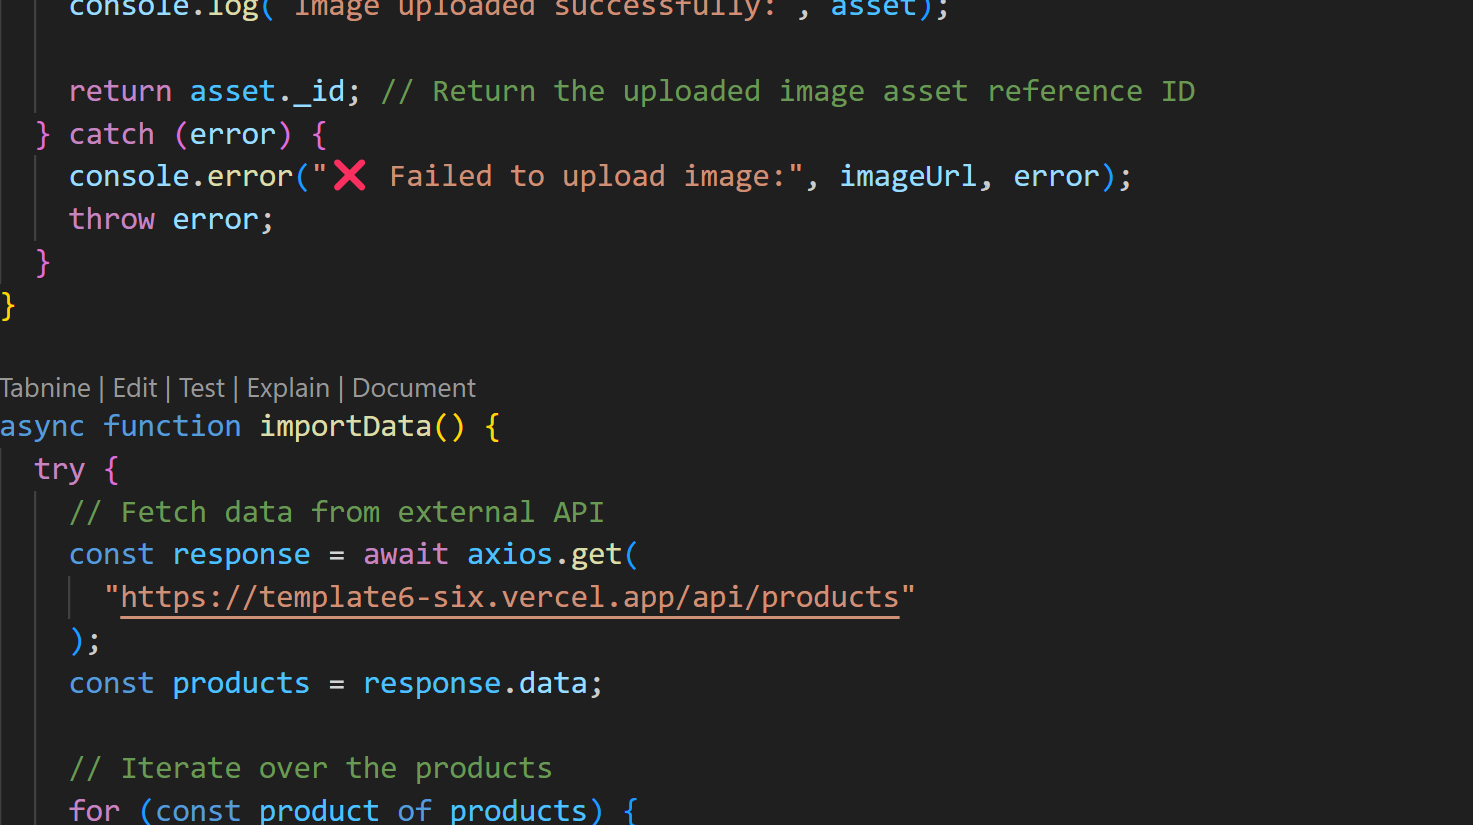 console.log("Image uploaded successfully:", asset);
return asset._id; // Return the uploaded image asset reference ID
} catch (error) {
console.error("❌ Failed to upload image:", imageUrl, error);
throw error;
}
}
Tabnine | Edit | Test | Explain | Document
async function importData() {
try {
// Fetch data from external API
const response = await axios.get(
"https://template6-six.vercel.app/api/products"
);
const products = response.data;
// Iterate over the products
for (const product of products) {